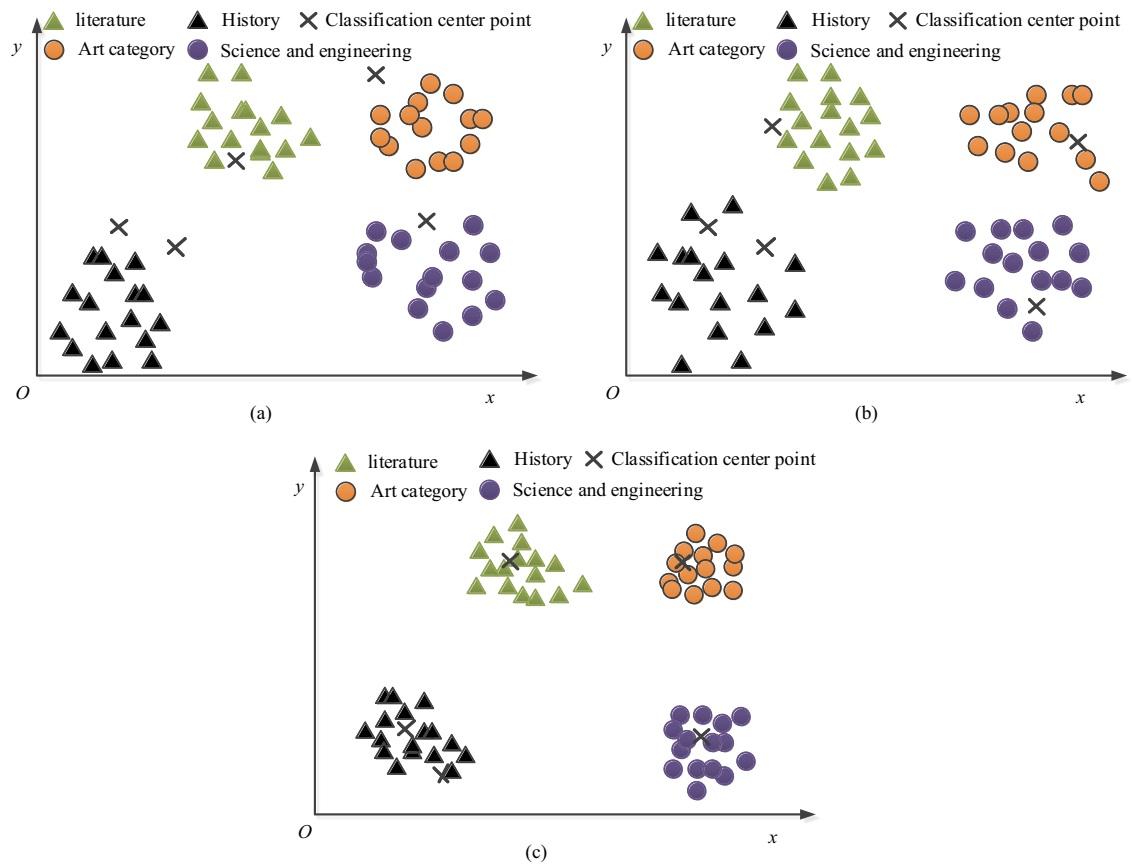 literature History Classification center point
Art category Science and engineering
y
O
x
(a)
literature History Classification center point
Art category Science and engineering
y
O
x
(b)
literature History Classification center point
Art category Science and engineering
y
O
x
(c)